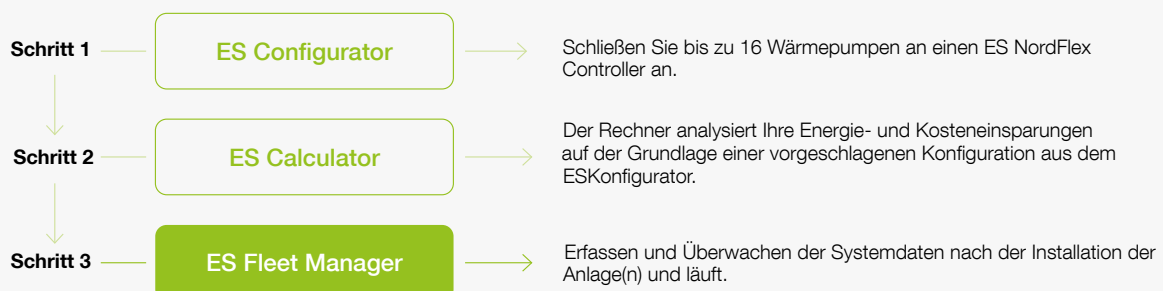 Schritt 1
ES Configurator
Schließen Sie bis zu 16 Wärmepumpen an einen ES NordFlex
Controller an.
Schritt 2
ES Calculator
Der Rechner analysiert Ihre Energie- und Kosteneinsparungen
auf der Grundlage einer vorgeschlagenen Konfiguration aus dem
ESKonfigurator.
Schritt 3
ES Fleet Manager
Erfassen und Überwachen der Systemdaten nach der Installation der
Anlage(n) und läuft.